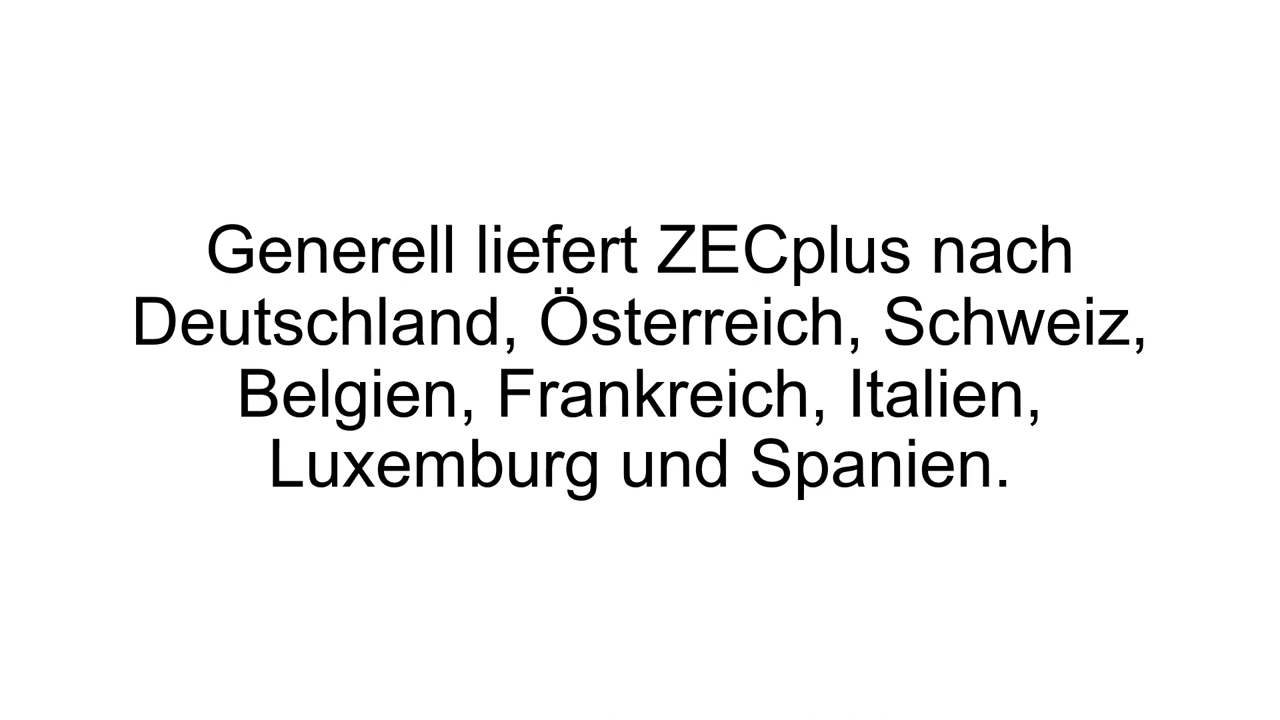 Generell liefert ZECplus nach
Deutschland, Österreich, Schweiz,
Belgien, Frankreich, Italien,
Luxemburg und Spanien.